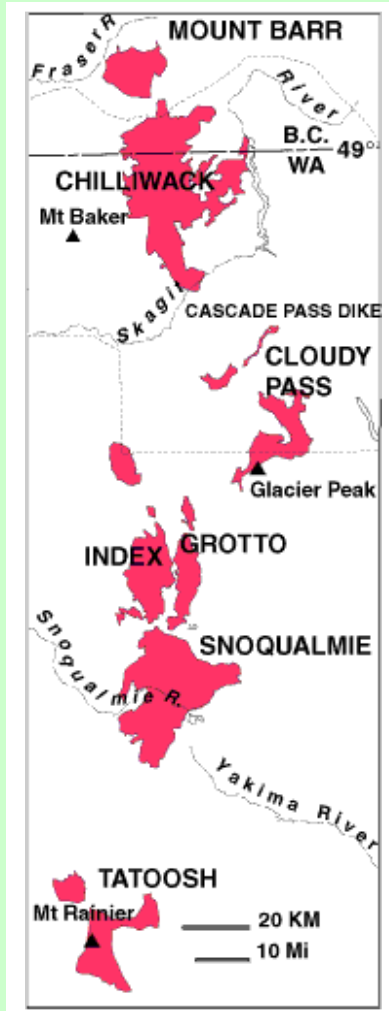 MOUNT BARR
Fraser R
River
B.C.
WA
49°
CHILLIWACK
Mt Baker
Skagit
CASCADE PASS DIKE
CLOUDY
PASS
Glacier Peak
INDEX
GROTTO
SNOQUALMIE
Snoqualmie R.
Yakima River
TATOOSH
Mt Rainier
20 KM
10 Mi